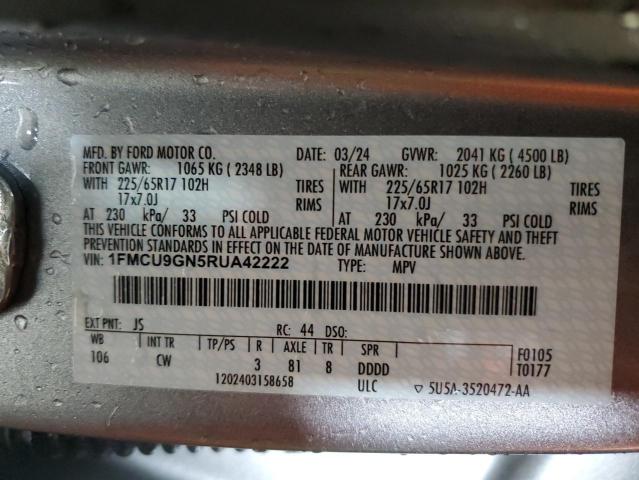 MFD. BY FORD MOTOR CO. DATE: 03/24 GVWR: 2041 KG ( 4500 LB)
FRONT GAWR: 1065 KG ( 2348 LB) REAR GAWR: 1025 KG ( 2260 LB)
WITH 225/65R17 102H TIRES WITH 225/65R17 102H TIRES
17x7.0J 17x7.0J
AT 230 kPa/ 33 PSI COLD AT 230 kPa/ 33 PSI COLD
THIS VEHICLE CONFORMS TO ALL APPLICABLE FEDERAL MOTOR VEHICLE SAFETY AND THEFT
PREVENTION STANDARDS IN EFFECT ON THE DATE OF MANUFACTURE SHOWN ABOVE.
VIN: 1FMCU9GN5RUA42222 TYPE: MPV
EXT PNT: JS RC: 44 DSO:
WB INT TR TP/PS R AXLE TR SPR F0105
106 CW 3 81 8 DDDD T0177
1202403158658 ULC ▽ 5U5A-3520472-AA